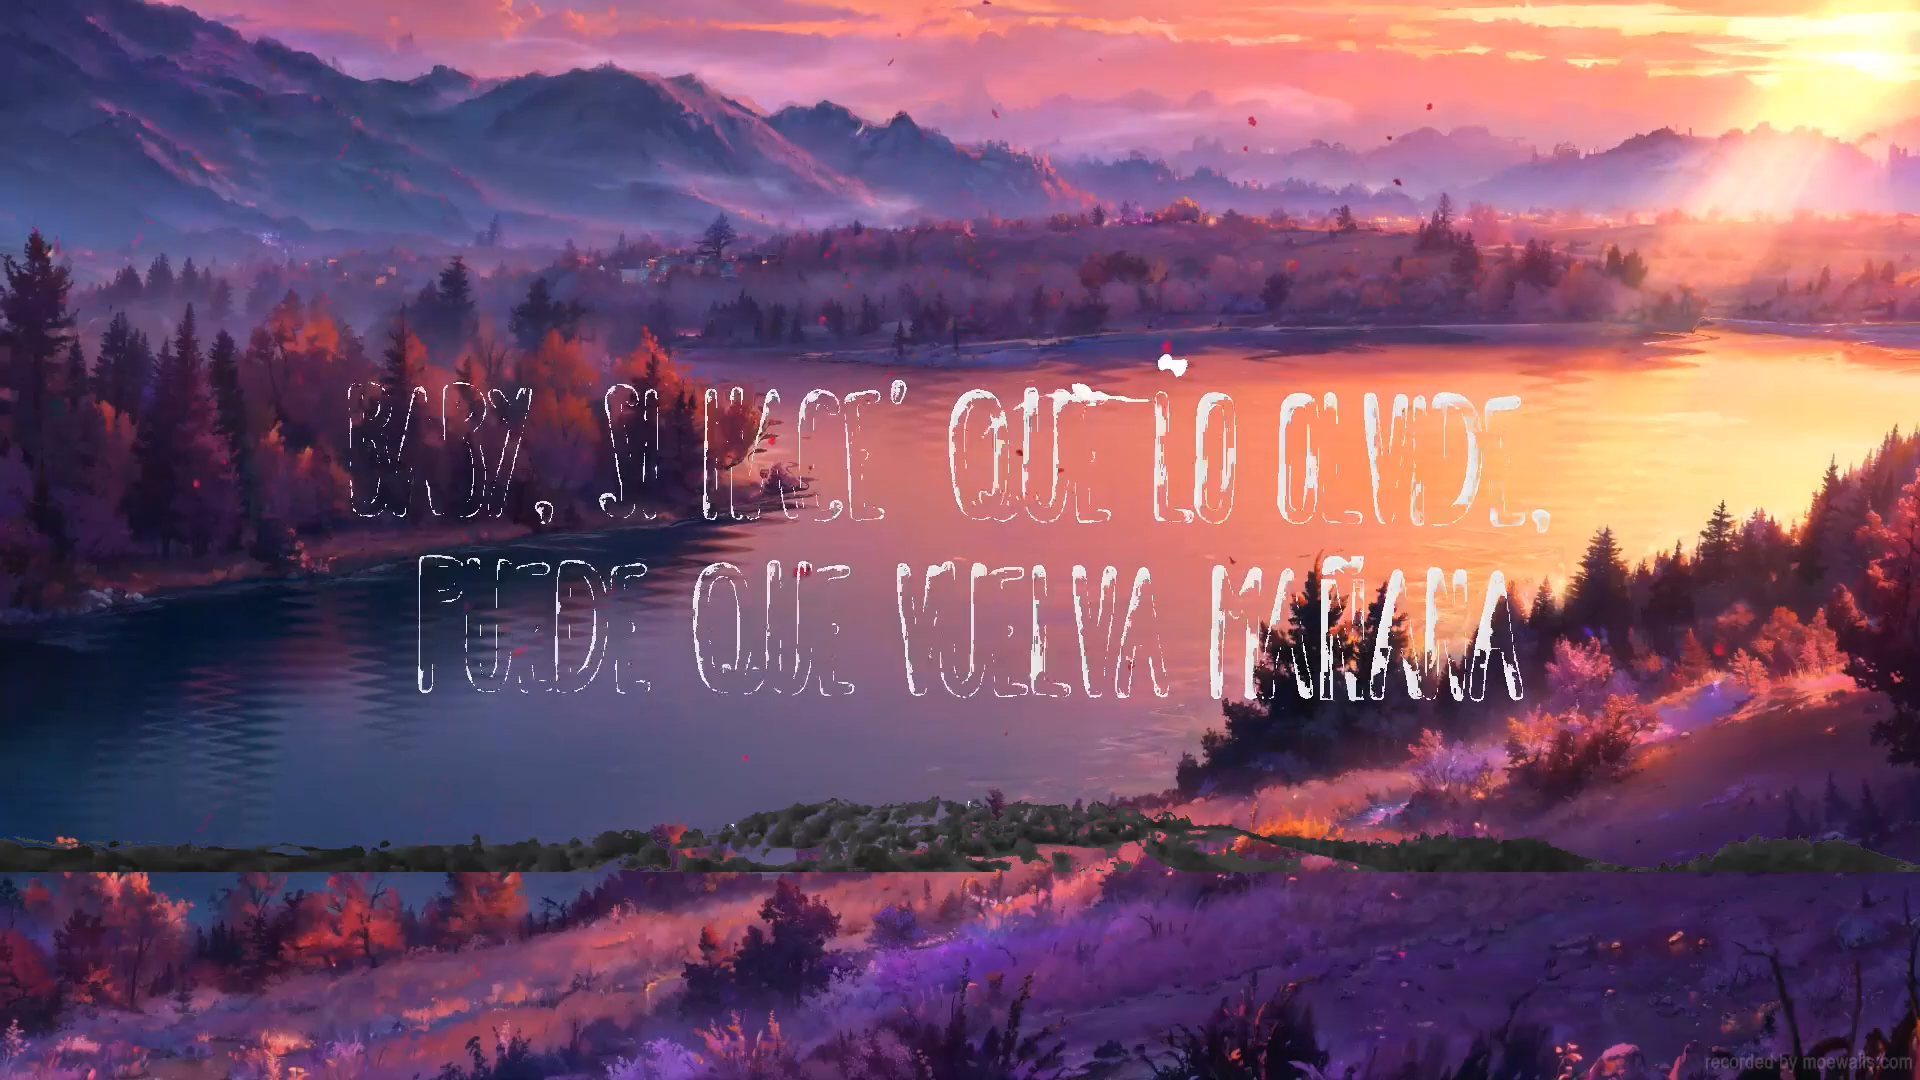 BABY, SI HACE' QUE LO OLVIDE,
PUEDE QUE VUELVA MAÑANA
recorded by moewalls.com